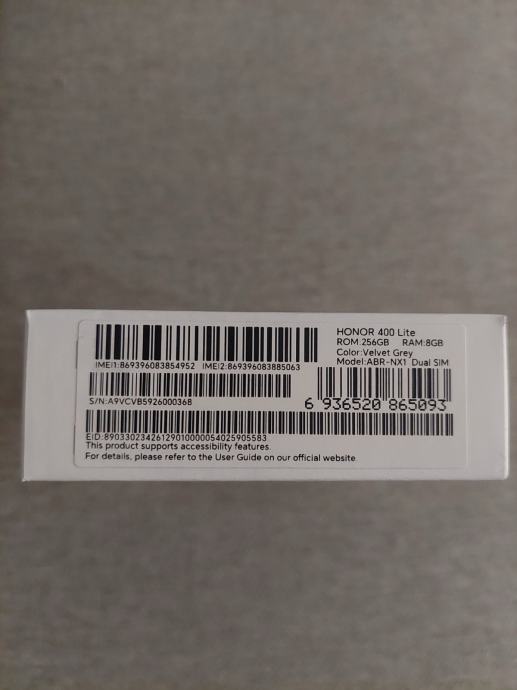 HONOR 400 Lite
ROM:256GB RAM:8GB
Color:Velvet Grey
Model:ABR-NX1 Dual SIM
IMEI1:869396083854952 IMEI2:869396083885063
S/N:A9VCVB5926000368
6 936520 865093
EID:89033023426129010000054025905583
This product supports accessibility features.
For details, please refer to the User Guide on our official website.